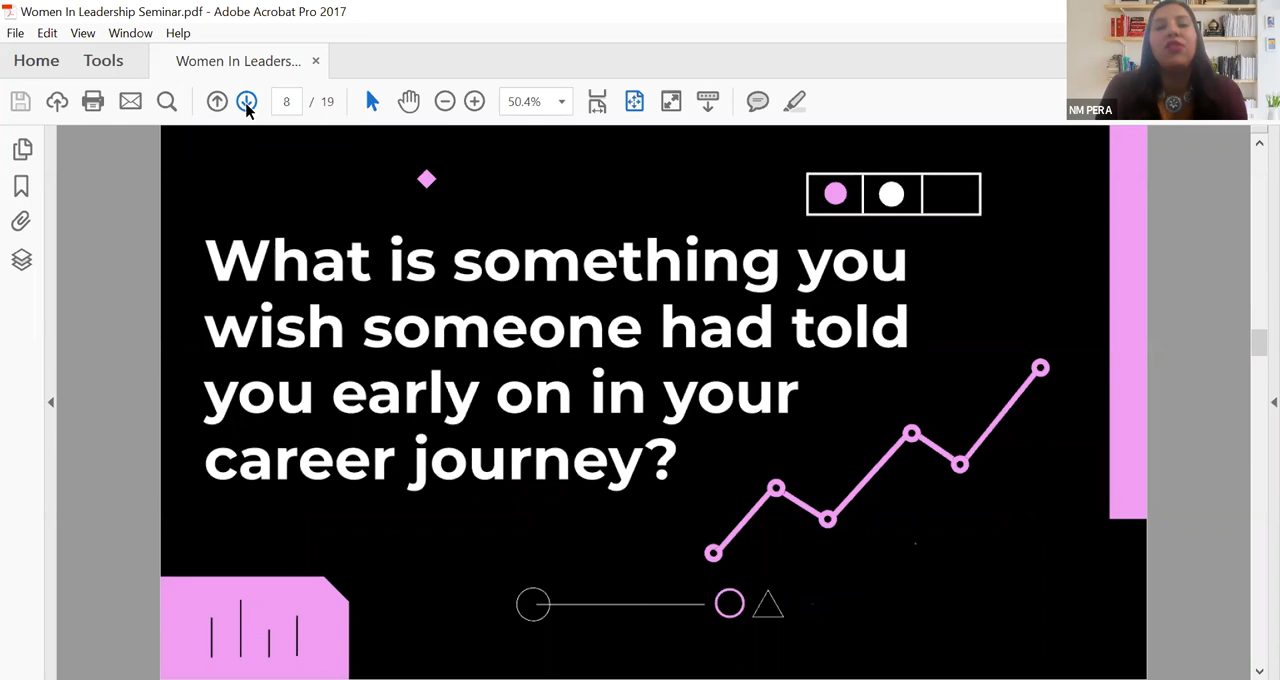 Women In Leadership Seminar.pdf - Adobe Acrobat Pro 2017
File Edit View Window Help
Home Tools Women In Leaders... ×
8 / 19 50.4%
NM PERA
What is something you
wish someone had told
you early on in your
career journey?